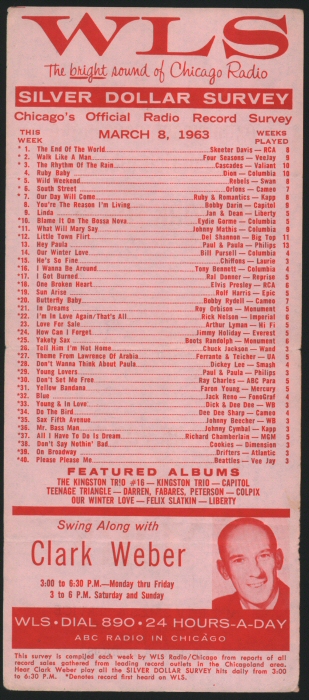 WLS
The bright sound of Chicago Radio
SILVER DOLLAR SURVEY
Chicago's Official Radio Record Survey
THIS WEEK MARCH 8, 1963 WEEKS PLAYED
*1. The End Of The World Skeeter Davis — RCA 8
*2. Walk Like A Man Four Seasons — VeeJay 8
*3. The Rhythm Of The Rain Cascades — Valiant 10
4. Ruby Baby Dion — Columbia 10
*5. Wild Weekend Rebels — Swan 8
*6. South Street Orlons — Cameo 7
*7. Our Day Will Come Ruby & Romantics — Kapp 8
8. You're The Reason I'm Living Bobby Darin — Capitol 8
9. Linda Jan & Dean — Liberty 5
*10. Blame It On The Bossa Nova Eydie Gorme — Columbia 5
*11. What Will Mary Say Johnny Mathis — Columbia 8
*12. Little Town Flirt Del Shannon — Big Top 11
13. Hey Paula Paul & Paula — Philips 13
*14. Our Winter Love Bill Pursell — Columbia 4
*15. He's So Fine Chiffons — Laurie 3
*16. I Wanna Be Around Tony Bennett — Columbia 4
*17. I Got Burned Ral Donner — Reprise 5
*18. One Broken Heart Elvis Presley — RCA 6
*19. Sun Arise Rolf Harris — Epic 5
*20. Butterfly Baby Bobby Rydell — Cameo 7
*21. In Dreams Roy Orbison — Monument 5
*22. I'm In Love Again/That's All Rick Nelson — Imperial 6
*23. Love For Sale Arthur Lyman — Hi Fi 5
*24. How Can I Forget Jimmy Holiday — Everest 5
*25. Yakety Sax Boots Randolph — Monument 5
*26. Tell Him I'm Not Home Chuck Jackson — Wand 3
*27. Theme From Lawrence Of Arabia Ferrante & Teicher — UA 5
*28. Don't Wanna Think About Paula Dickey Lee — Smash 4
*29. Young Lovers Paul & Paula — Philips 3
*30. Don't Set Me Free Ray Charles — ABC Para 5
*31. Yellow Bandana Faron Young — Mercury 5
*32. Blue Jack Reno — FonoGraf 4
*33. Young & In Love Dick & Dee Dee — WB 3
*34. Do The Bird Dee Dee Sharp — Cameo 4
*35. Sax Fifth Avenue Johnny Beecher — WB 3
*36. Mr. Bass Man Johnny Cymbal — Kapp 3
*37. All I Have To Do Is Dream Richard Chamberlain — MGM 5
*38. Don't Say Nothin' Bad Cookies — Dimension 3
*39. On Broadway Drifters — Atlantic 3
*40. Please Please Me Beattles — Vee Jay 3
FEATURED ALBUMS
THE KINGSTON TRIO #16 — KINGSTON TRIO — CAPITOL
TEENAGE TRIANGLE — DARREN, FABARES, PETERSON — COLPIX
OUR WINTER LOVE — FELIX SLATKIN — LIBERTY
Swing Along with
Clark Weber
3:00 to 6:30 P.M.—Monday thru Friday
3 to 6 P.M. Saturday and Sunday
WLS • DIAL 890 • 24 HOURS-A-DAY
ABC RADIO IN CHICAGO
This survey is compiled each week by WLS Radio/Chicago from reports of all
record sales gathered from leading record outlets in the Chicagoland area.
Hear Clark Weber play all the SILVER DOLLAR SURVEY hits daily from 3:00
to 6:30 P.M. *Denotes record first heard on WLS.